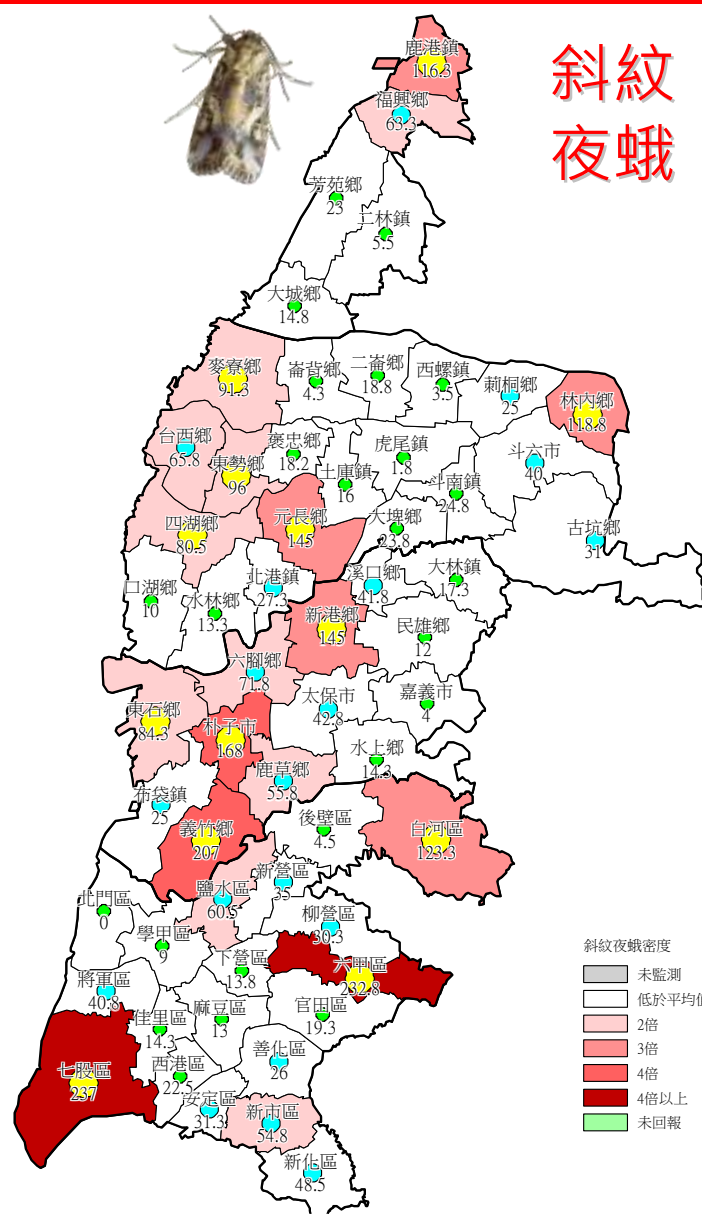 斜紋
夜蛾
鹿港鎮
116.3
福興鄉
63.3
芳苑鄉
23
二林鎮
5.5
大城鄉
14.8
麥寮鄉
91.3
崙背鄉
4.3
二崙鄉
18.8
西螺鎮
3.5
莿桐鄉
25
林內鄉
118.8
台西鄉
65.8
東勢鄉
96
褒忠鄉
18.2
土庫鎮
16
虎尾鎮
1.8
斗南鎮
24.8
斗六市
40
四湖鄉
80.5
元長鄉
145
大埤鄉
23.8
古坑鄉
31
口湖鄉
10
水林鄉
13.3
北港鎮
27.3
溪口鄉
41.8
大林鎮
17.3
新港鄉
145
民雄鄉
12
六腳鄉
71.8
東石鄉
84.3
朴子市
168
太保市
42.8
嘉義市
4
水上鄉
14.3
鹿草鄉
55.8
布袋鎮
25
義竹鄉
207
後壁區
4.5
白河區
123.3
鹽水區
60.5
新營區
35
北門區
0
學甲區
9
柳營區
30.3
下營區
13.8
六甲區
232.8
將軍區
40.8
佳里區
14.3
麻豆區
13
官田區
19.3
七股區
237
西港區
22.5
善化區
26
安定區
31.3
新市區
54.8
新化區
48.5
斜紋夜蛾密度
未監測
低於平均值
2倍
3倍
4倍
4倍以上
未回報